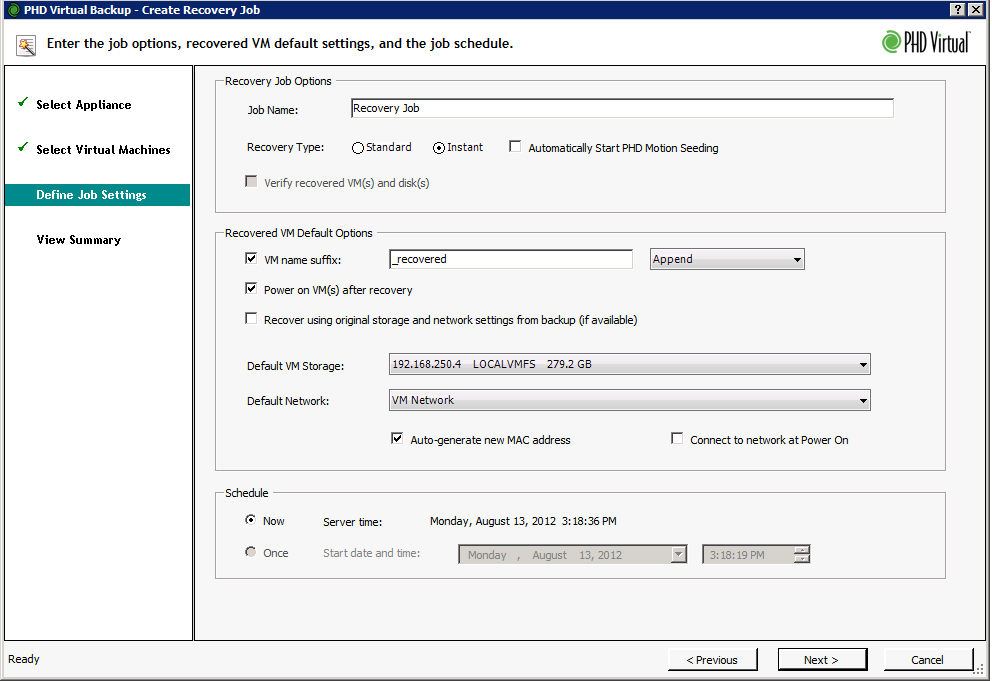 PHD Virtual Backup - Create Recovery Job
Enter the job options, recovered VM default settings, and the job schedule.
PHD Virtual
Select Appliance
Select Virtual Machines
Define Job Settings
View Summary
Recovery Job Options
Job Name: Recovery Job
Recovery Type: Standard Instant Automatically Start PHD Motion Seeding
Verify recovered VM(s) and disk(s)
Recovered VM Default Options
VM name suffix: _recovered Append
Power on VM(s) after recovery
Recover using original storage and network settings from backup (if available)
Default VM Storage: 192.168.250.4 LOCALVMFS 279.2 GB
Default Network: VM Network
Auto-generate new MAC address Connect to network at Power On
Schedule
Now Server time: Monday, August 13, 2012 3:18:36 PM
Once Start date and time: Monday , August 13, 2012 3:18:19 PM
Ready < Previous Next > Cancel